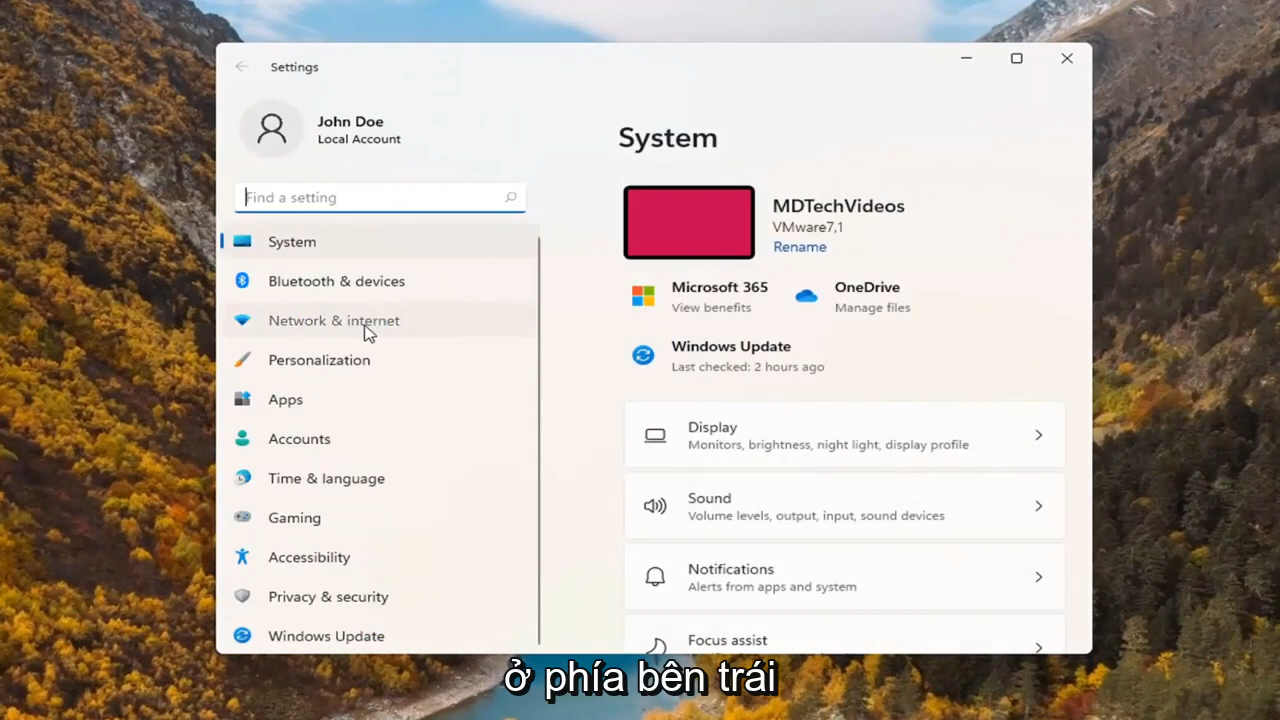 Settings
John Doe
Local Account
Find a setting
System
Bluetooth & devices
Network & internet
Personalization
Apps
Accounts
Time & language
Gaming
Accessibility
Privacy & security
Windows Update
System
MDTechVideos
VMware7,1
Rename
Microsoft 365
View benefits
OneDrive
Manage files
Windows Update
Last checked: 2 hours ago
Display
Monitors, brightness, night light, display profile
Sound
Volume levels, output, input, sound devices
Notifications
Alerts from apps and system
Focus assist
ở phía bên trái